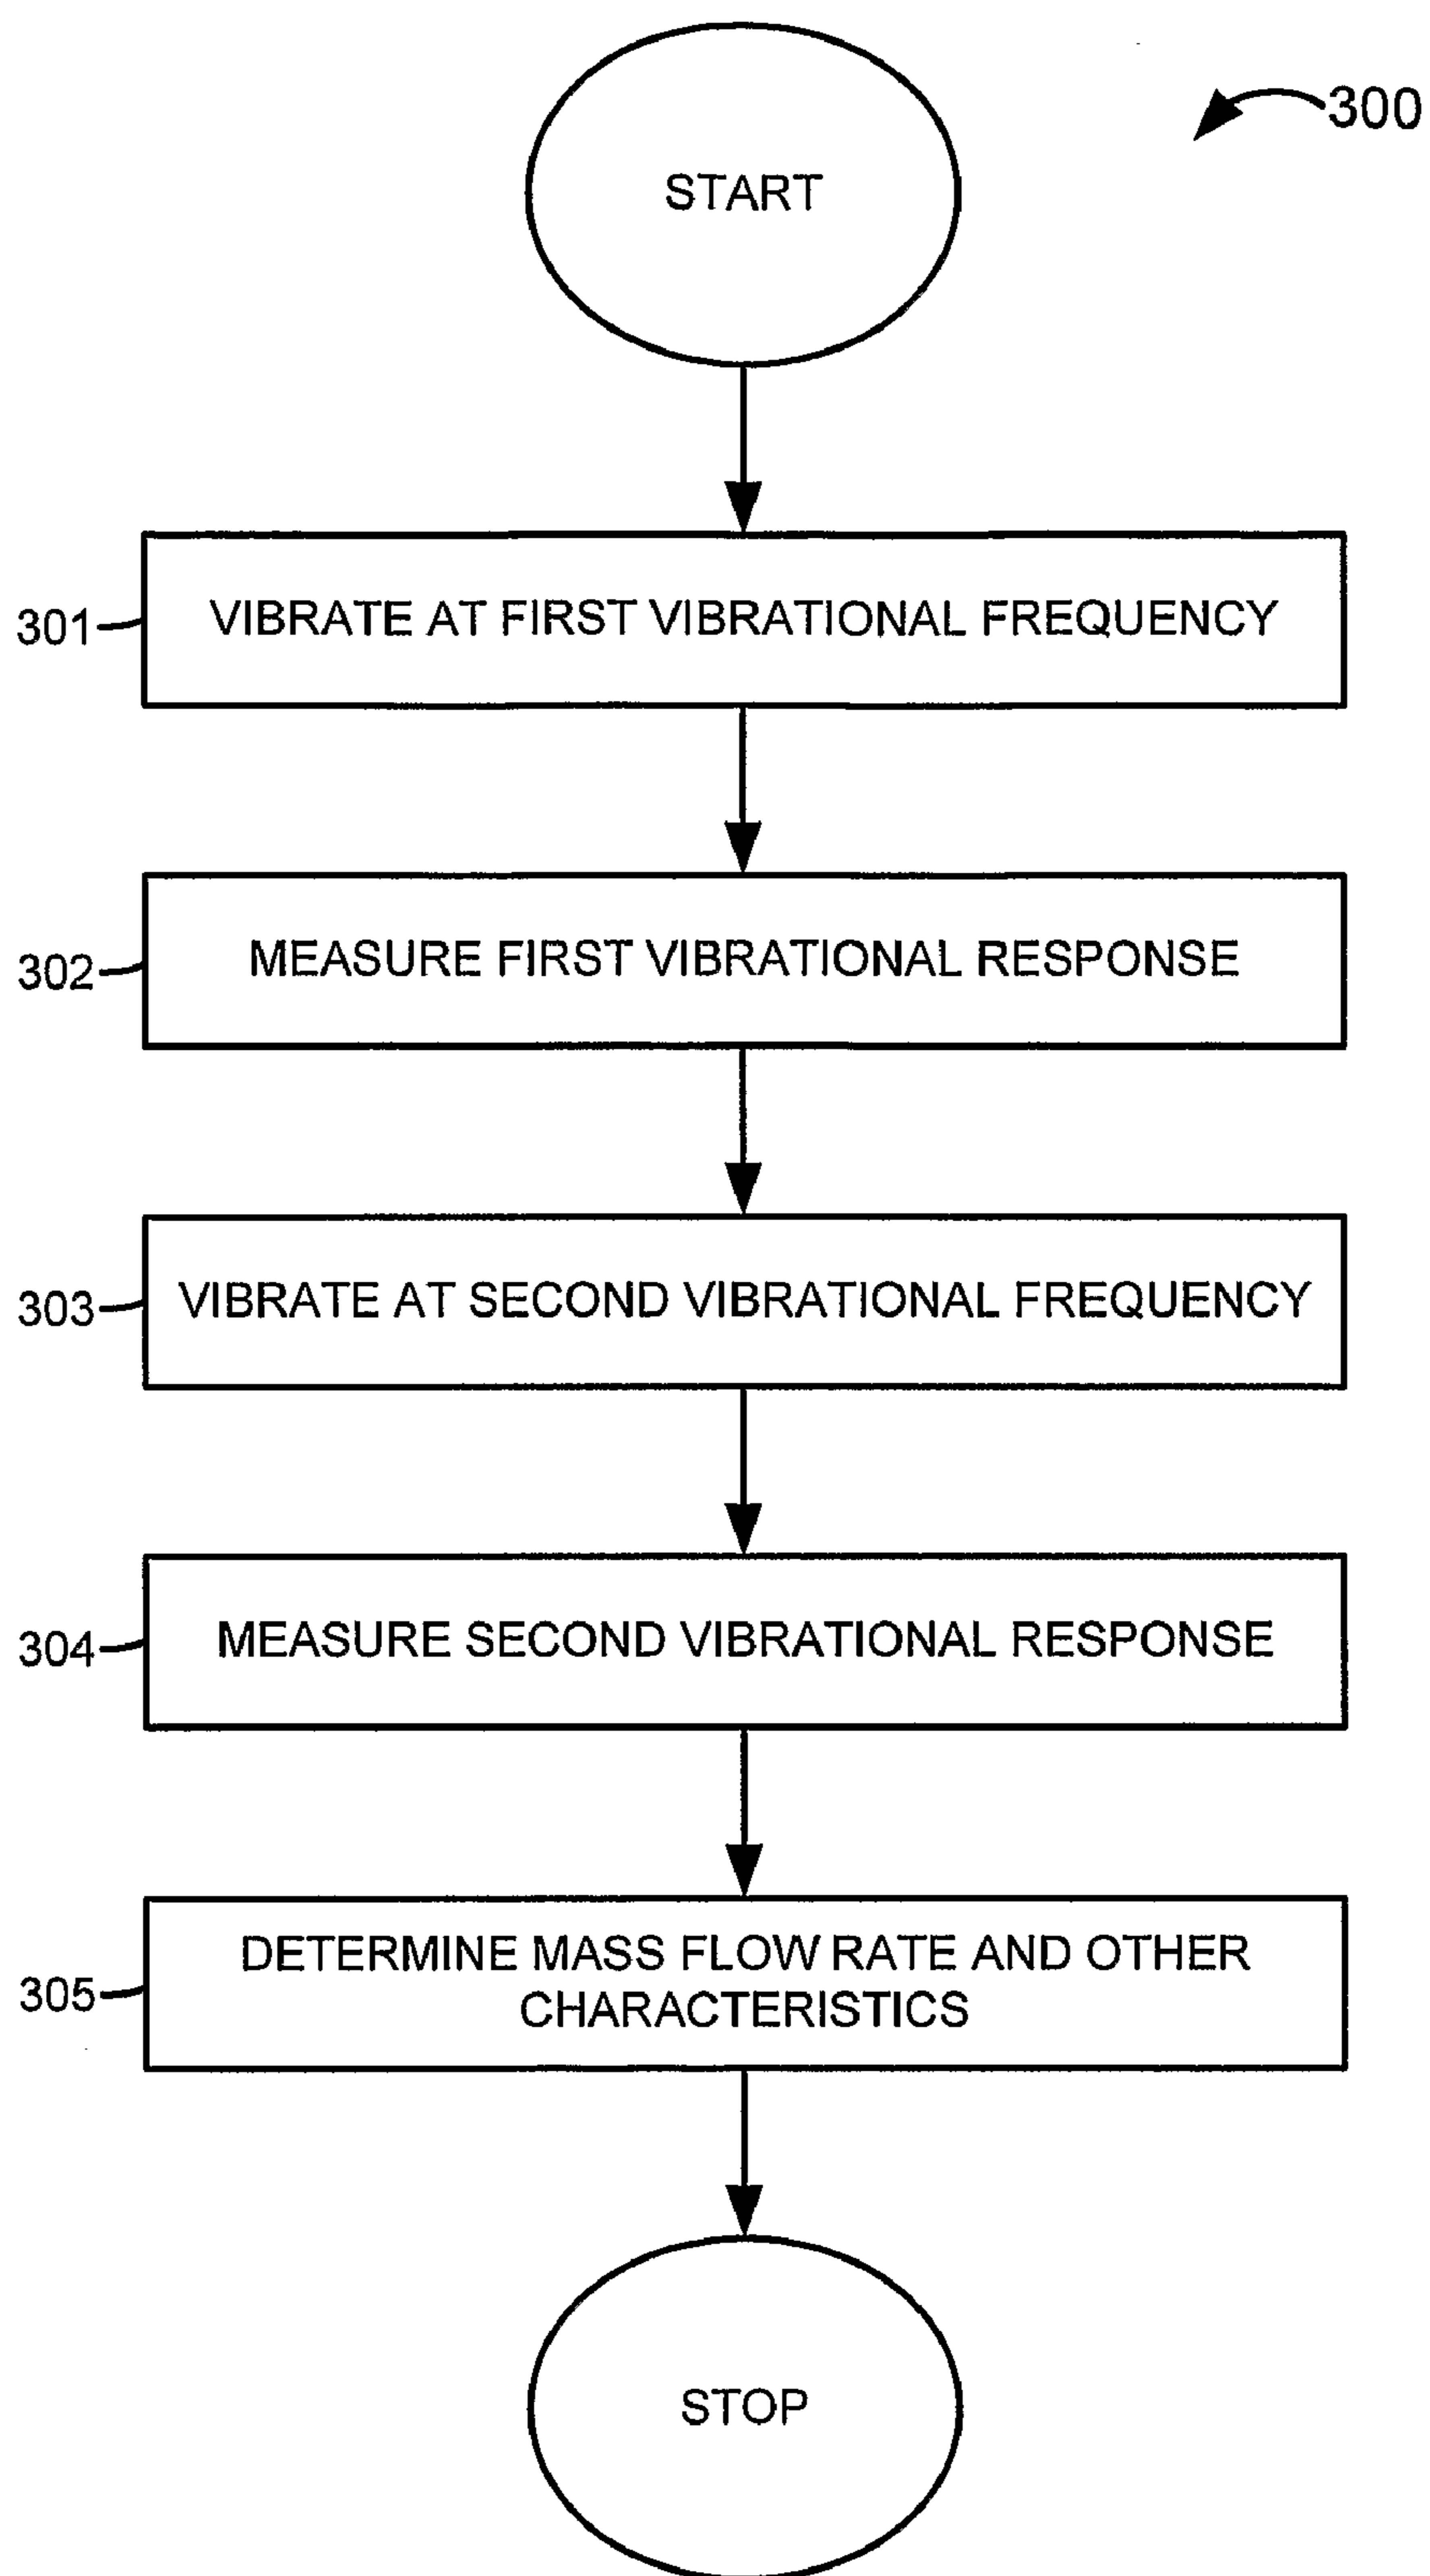 300
START
301
VIBRATE AT FIRST VIBRATIONAL FREQUENCY
302
MEASURE FIRST VIBRATIONAL RESPONSE
303
VIBRATE AT SECOND VIBRATIONAL FREQUENCY
304
MEASURE SECOND VIBRATIONAL RESPONSE
305
DETERMINE MASS FLOW RATE AND OTHER
CHARACTERISTICS
STOP